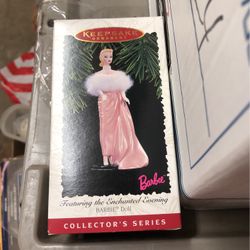 KEEPSAKE
ORNAMENT
Featuring the Enchanted Evening
BARBIE® Doll
Barbie
COLLECTOR'S SERIES